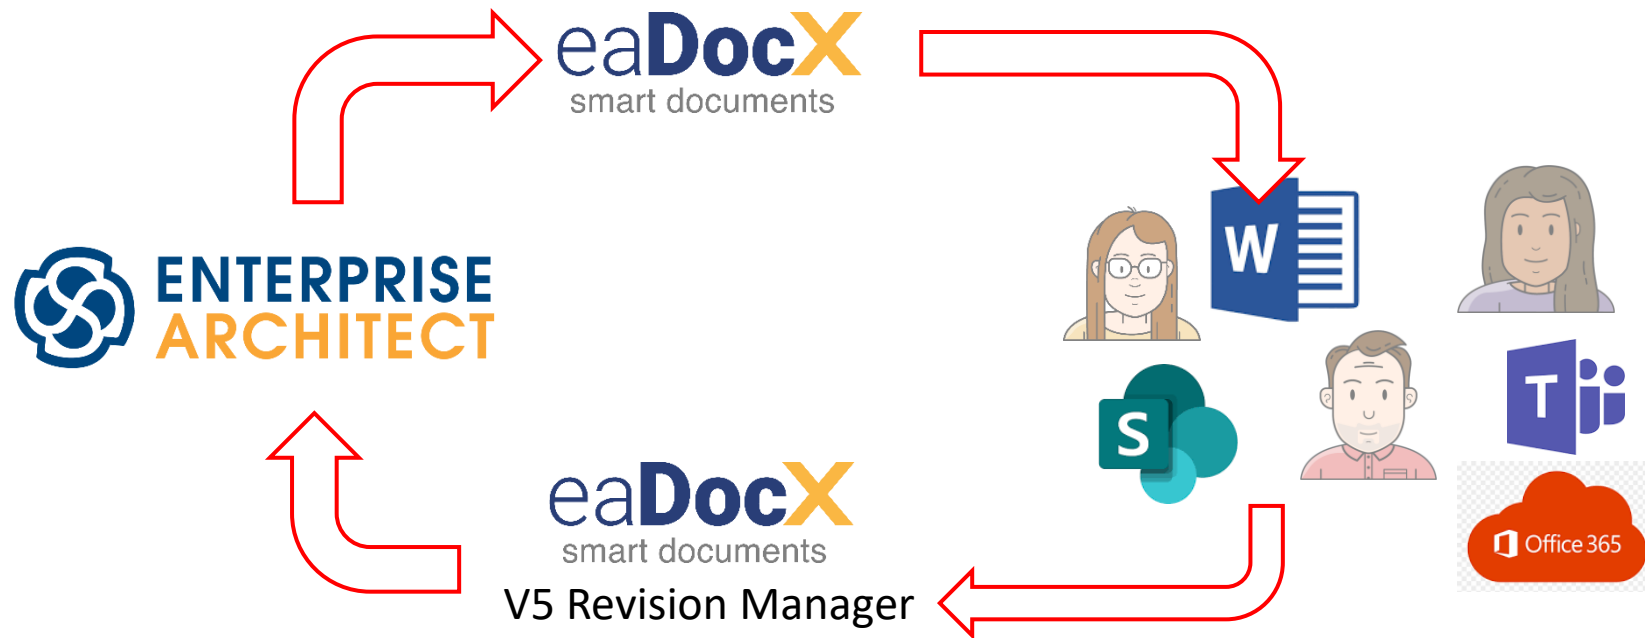 eaDocX
smart documents
W
ENTERPRISE
ARCHITECT
T
S
eaDocX
smart documents
Office 365
V5 Revision Manager